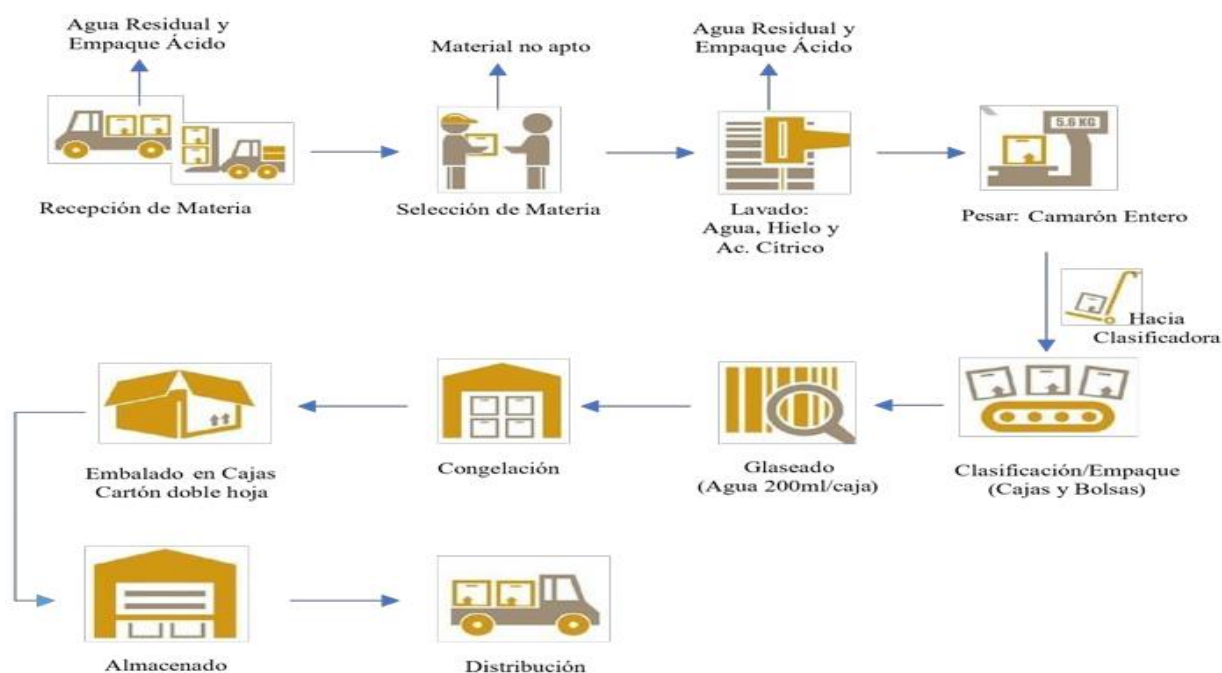 Agua Residual y
Empaque Ácido
Material no apto
Agua Residual y
Empaque Ácido
5.6 KG
Recepción de Materia
Selección de Materia
Lavado:
Agua, Hielo y
Ac. Cítrico
Pesar: Camarón Entero
Hacia
Clasificadora
Embalado en Cajas
Cartón doble hoja
Congelación
Glaseado
(Agua 200ml/caja)
Clasificación/Empaque
(Cajas y Bolsas)
Almacenado
Distribución